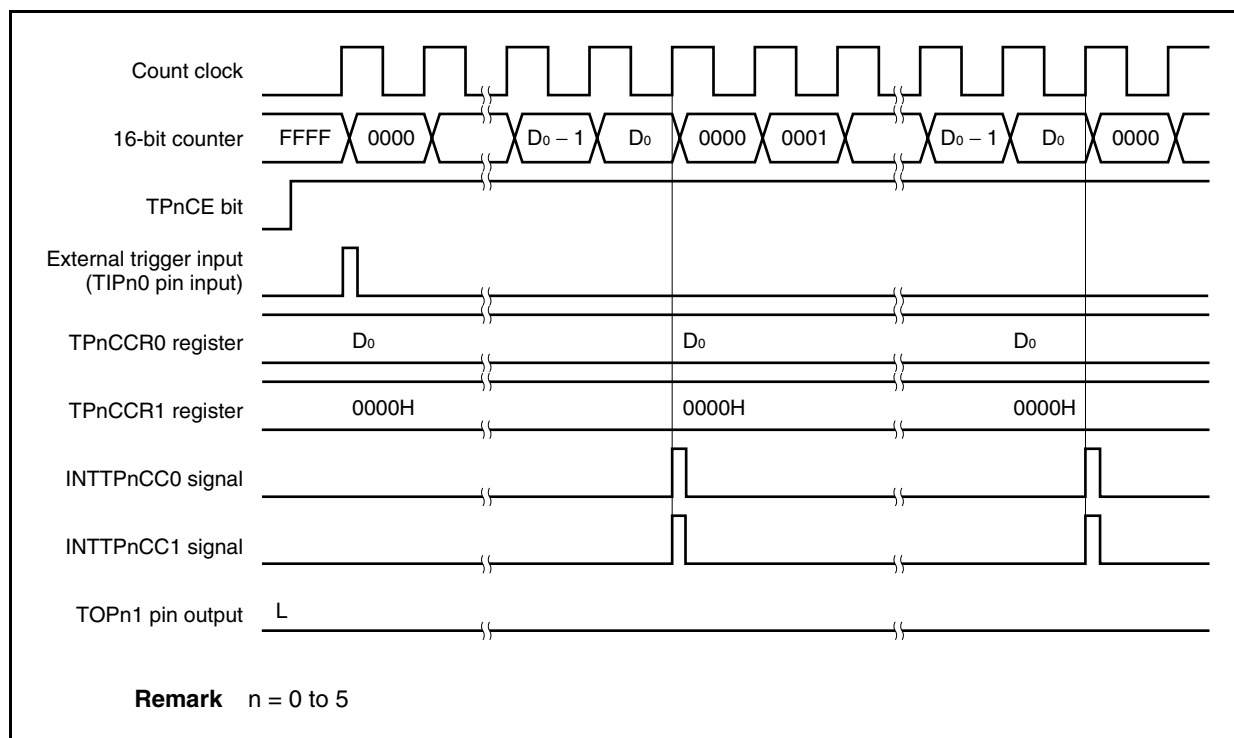 Count clock
16-bit counter FFFF 0000 D0 – 1 D0 0000 0001 D0 – 1 D0 0000
TPnCE bit
External trigger input
(TIPn0 pin input)
TPnCCR0 register D0 D0 D0
TPnCCR1 register 0000H 0000H 0000H
INTTPnCC0 signal
INTTPnCC1 signal
TOPn1 pin output L
Remark n = 0 to 5